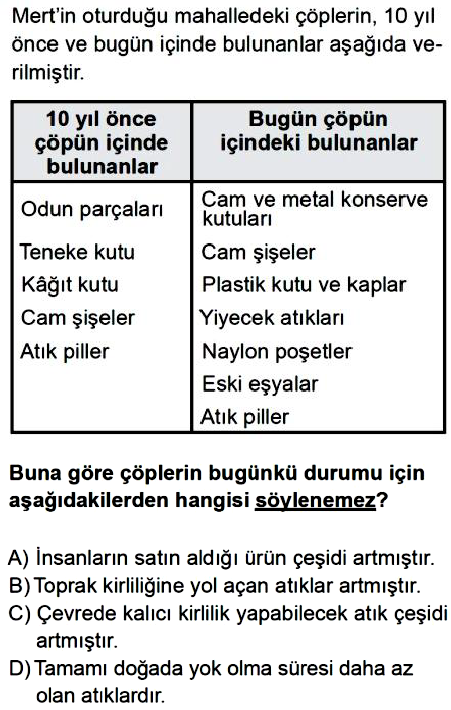 Mert'in oturduğu mahalledeki çöplerin, 10 yıl
önce ve bugün içinde bulunanlar aşağıda ve-
rilmiştir.
10 yıl önce
çöpün içinde
bulunanlar
Bugün çöpün
içindeki bulunanlar
Odun parçaları
Cam ve metal konserve
kutuları
Teneke kutu
Cam şişeler
Kâğıt kutu
Plastik kutu ve kaplar
Cam şişeler
Yiyecek atıkları
Atık piller
Naylon poşetler
Eski eşyalar
Atık piller
Buna göre çöplerin bugünkü durumu için
aşağıdakilerden hangisi söylenemez?
A) İnsanların satın aldığı ürün çeşidi artmıştır.
B) Toprak kirliliğine yol açan atıklar artmıştır.
C) Çevrede kalıcı kirlilik yapabilecek atık çeşidi
artmıştır.
D) Tamamı doğada yok olma süresi daha az
olan atıklardır.